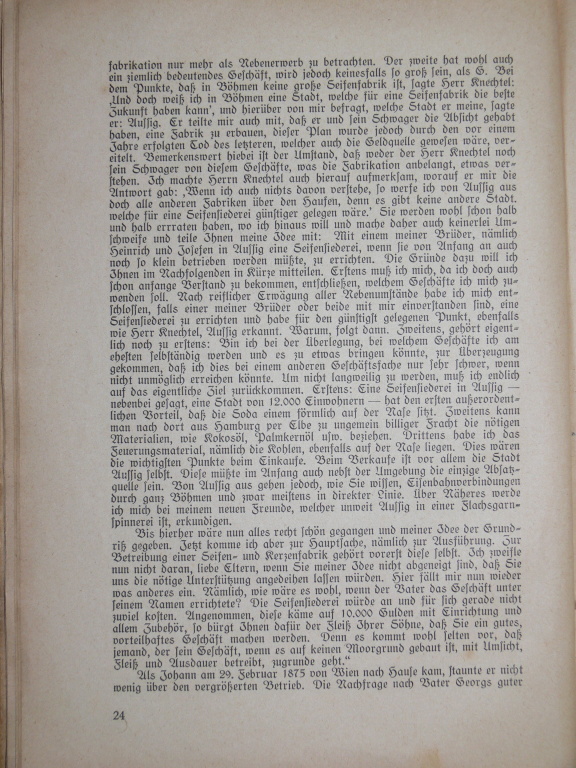 fabrikation nur mehr als Nebenerwerb zu betrachten. Der zweite hat wohl auch
ein ziemlich bedeutendes Geschäft, wird jedoch keinesfalls so groß sein, als G. Bei
dem Punkte, daß in Böhmen keine große Seifenfabrik ist, sagte Herr Knechtel:
‚Und doch weiß ich in Böhmen eine Stadt, welche für eine Seifenfabrik die beste
Zukunft haben kann‘, und hierüber von mir befragt, welche Stadt er meine, sagte
er: Aussig. Er teilte mir auch mit, daß er und sein Schwager die Absicht gehabt
haben, eine Fabrik zu erbauen, dieser Plan wurde jedoch durch den vor einem
Jahre erfolgten Tod des letzteren, welcher auch die Geldquelle gewesen wäre, ver-
eitelt. Bemerkenswert hiebei ist der Umstand, daß weder der Herr Knechtel noch
sein Schwager von diesem Geschäfte, was die Fabrikation anbelangt, etwas ver-
stehen. Ich machte Herrn Knechtel auch hierauf aufmerksam, worauf er mir die
Antwort gab: ‚Wenn ich auch nichts davon verstehe, so werfe ich von Aussig aus
doch alle anderen Fabriken über den Haufen, denn es gibt keine andere Stadt,
welche für eine Seifensiederei günstiger gelegen wäre.‘ Sie werden wohl schon halb
und halb errraten haben, wo ich hinaus will und mache daher auch keinerlei Um-
schweife und teile Ihnen meine Idee mit: Mit einem meiner Brüder, nämlich
Heinrich und Josefen in Aussig eine Seifensiederei, wenn sie von Anfang an auch
noch so klein betrieben werden müßte, zu errichten. Die Gründe dazu will ich
Ihnen im Nachfolgenden in Kürze mitteilen. Erstens muß ich mich, da ich doch auch
schon anfange Verstand zu bekommen, entschließen, welchem Geschäfte ich mich zu-
wenden soll. Nach reiflicher Erwägung aller Nebenumstände habe ich mich ent-
schlossen, falls einer meiner Brüder oder beide mit mir einverstanden sind, eine
Seifensiederei zu errichten und habe für den günstigst gelegenen Punkt, ebenfalls
wie Herr Knechtel, Aussig erkannt. Warum, folgt dann. Zweitens, gehört eigent-
lich noch zu erstens: Bin ich bei der Überlegung, bei welchem Geschäfte ich am
ehesten selbständig werden und es zu etwas bringen könnte, zur Überzeugung
gekommen, daß ich dies bei einem anderen Geschäftsfache nur sehr schwer, wenn
nicht unmöglich erreichen könnte. Um nicht langweilig zu werden, muß ich endlich
auf das eigentliche Ziel zurückkommen. Erstens: Eine Seifensiederei in Aussig —
nebenbei gesagt, eine Stadt von 12.000 Einwohnern — hat den ersten außerordent-
lichen Vorteil, daß die Soda einem förmlich auf der Nase sitzt. Zweitens kann
man nach dort aus Hamburg per Elbe zu ungemein billiger Fracht die nötigen
Materialien, wie Kokosöl, Palmkernöl usw. beziehen. Drittens habe ich das
Feuerungsmaterial, nämlich die Kohlen, ebenfalls auf der Nase liegen. Dies wären
die wichtigsten Punkte beim Einkaufe. Beim Verkaufe ist vor allem die Stadt
Aussig selbst. Diese müßte im Anfang auch nebst der Umgebung die einzige Absatz-
quelle sein. Von Aussig aus gehen jedoch, wie Sie wissen, Eisenbahnverbindungen
durch ganz Böhmen und zwar meistens in direkter Linie. Über Näheres werde
ich mich bei meinem neuen Freunde, welcher unweit Aussig in einer Flachsgarn-
spinnerei ist, erkundigen.
Bis hierher wäre nun alles recht schön gegangen und meiner Idee der Grund-
riß gegeben. Jetzt komme ich aber zur Hauptsache, nämlich zur Ausführung. Zur
Betreibung einer Seifen- und Kerzenfabrik gehört vorerst diese selbst. Ich zweifle
nun nicht daran, liebe Eltern, wenn Sie meiner Idee nicht abgeneigt sind, daß Sie
uns die nötige Unterstützung angedeihen lassen würden. Hier fällt mir nun wieder
was anderes ein. Nämlich, wie wäre es, wohl, wenn der Vater das Geschäft unter
seinem Namen errichtete? Die Seifensiederei würde an und für sich gerade nicht
zuviel kosten. Angenommen, diese käme auf 10.000 Gulden mit Einrichtung und
allem Zubehör, so bürgt Ihnen dafür der Fleiß Ihrer Söhne, daß Sie ein gutes,
vorteilhaftes Geschäft machen werden. Denn es kommt wohl selten vor, daß
jemand, der sein Geschäft, wenn es auf keinen Moorgrund gebaut ist, mit Umsicht,
Fleiß und Ausdauer betreibt, zugrunde geht.“
Als Johann am 29. Februar 1875 von Wien nach Hause kam, staunte er nicht
wenig über den vergrößerten Betrieb. Die Nachfrage nach Vater Georgs guter
24